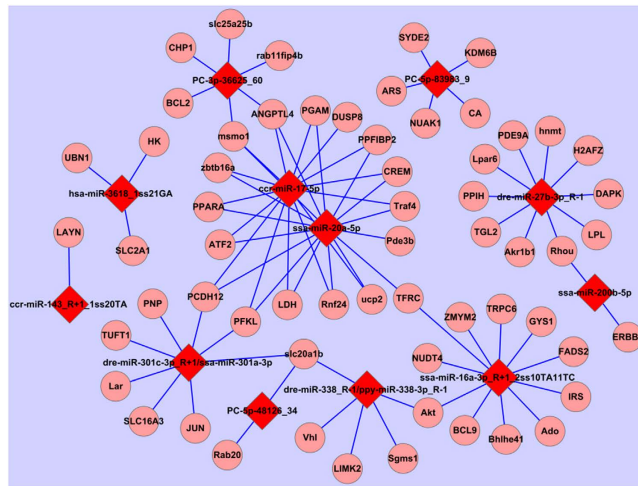 slc25a25b
CHP1
rab11fip4b
PC-3p-36625_60
BCL2
ANGPTL4
msmo1
PGAM
DUSP8
PPFIBP2
SYDE2
KDM6B
PC-5p-83983_9
ARS
NUAK1
CA
HK
UBN1
hsa-miR-3618_1ss21GA
SLC2A1
zbtb16a
ccr-miR-17-5p
CREM
PPARA
Traf4
ssa-miR-20a-5p
ATF2
Pde3b
PDE9A
hnmt
Lpar6
H2AFZ
PPIH
dre-miR-27b-3p_R-1
DAPK
TGL2
LPL
Akr1b1
Rhou
LAYN
ccr-miR-143_R+1_1ss20TA
PCDH12
LDH
Rnf24
ucp2
TFRC
ssa-miR-200b-5p
ERBB
PNP
PFKL
TUFT1
dre-miR-301c-3p_R+1/ssa-miR-301a-3p
slc20a1b
Lar
SLC16A3
JUN
PC-5p-48126_34
Rab20
dre-miR-338_R-1/ppy-miR-338-3p_R-1
Vhl
LIMK2
Sgms1
Akt
ZMYM2
TRPC6
GYS1
NUDT4
FADS2
ssa-miR-16a-3p_R+1_2ss10TA11TC
IRS
BCL9
Bhlhe41
Ado